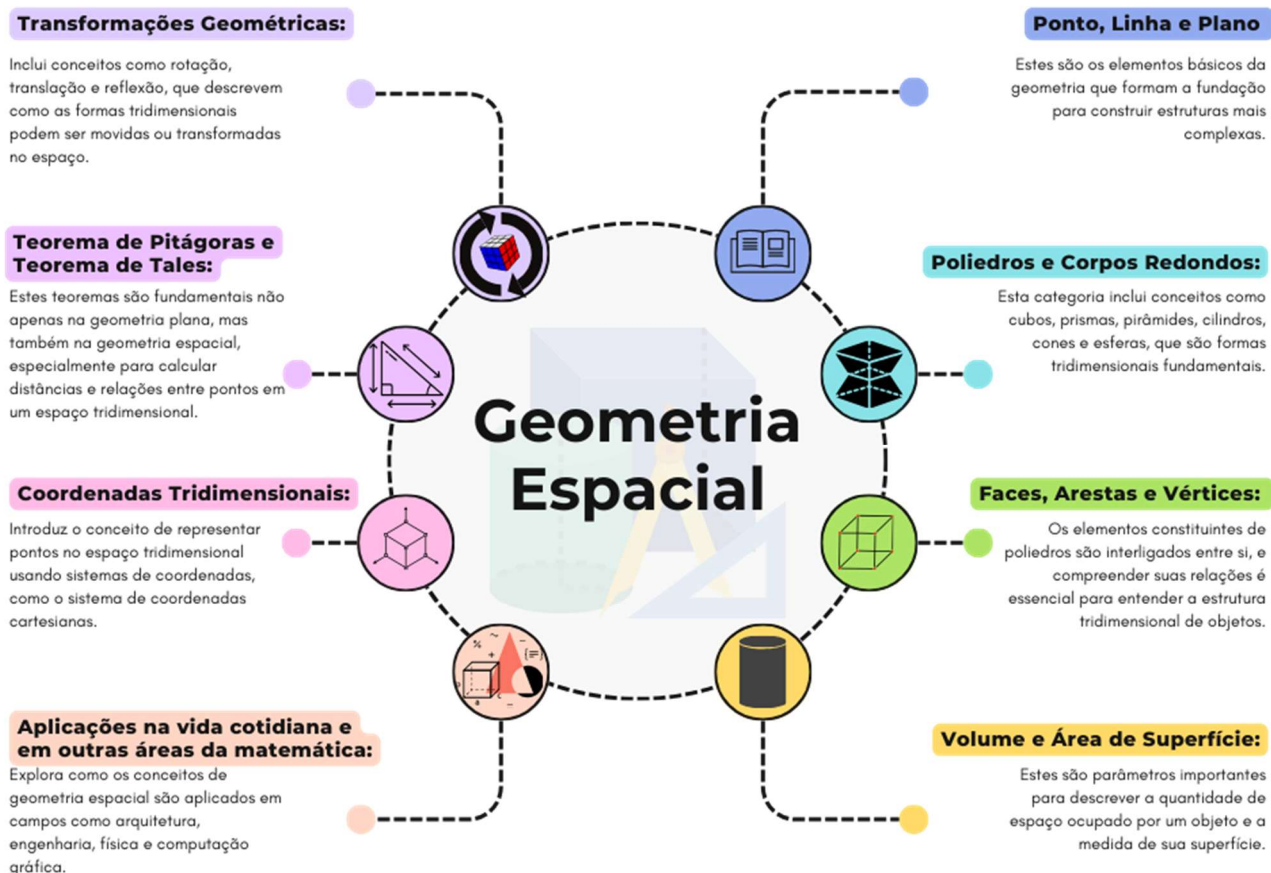 Transformações Geométricas:
Inclui conceitos como rotação,
translação e reflexão, que descrevem
como as formas tridimensionais
podem ser movidas ou transformadas
no espaço.
Teorema de Pitágoras e
Teorema de Tales:
Estes teoremas são fundamentais não
apenas na geometria plana, mas
também na geometria espacial,
especialmente para calcular
distâncias e relações entre pontos em
um espaço tridimensional.
Coordenadas Tridimensionais:
Introduz o conceito de representar
pontos no espaço tridimensional
usando sistemas de coordenadas,
como o sistema de coordenadas
cartesianas.
Aplicações na vida cotidiana e
em outras áreas da matemática:
Explora como os conceitos de
geometria espacial são aplicados em
campos como arquitetura,
engenharia, física e computação
gráfica.
Geometria
Espacial
Ponto, Linha e Plano
Estes são os elementos básicos da
geometria que formam a fundação
para construir estruturas mais
complexas.
Poliedros e Corpos Redondos:
Esta categoria inclui conceitos como
cubos, prismas, pirâmides, cilindros,
cones e esferas, que são formas
tridimensionais fundamentais.
Faces, Arestas e Vértices:
Os elementos constituintes de
poliedros são interligados entre si, e
compreender suas relações é
essencial para entender a estrutura
tridimensional de objetos.
Volume e Área de Superfície:
Estes são parâmetros importantes
para descrever a quantidade de
espaço ocupado por um objeto e a
medida de sua superfície.